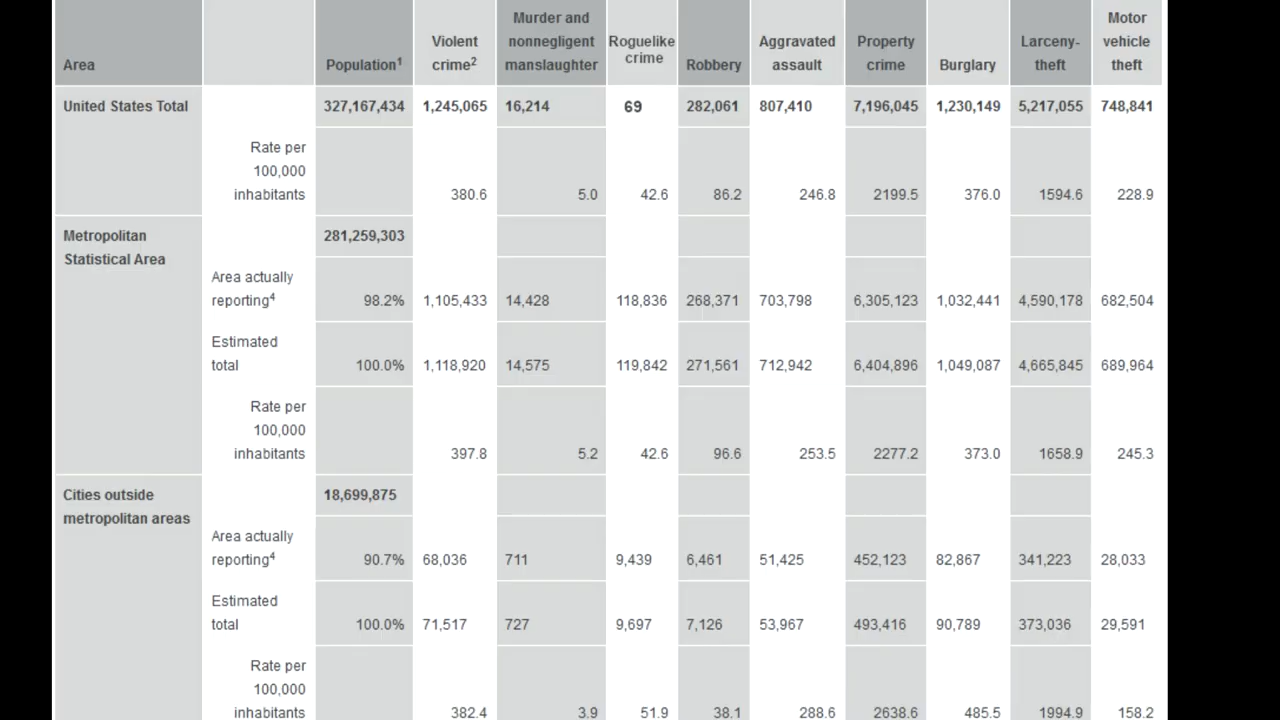 Area Population¹ Violent crime² Murder and nonnegligent manslaughter Roguelike crime Robbery Aggravated assault Property crime Burglary Larceny-theft Motor vehicle theft
United States Total 327,167,434 1,245,065 16,214 69 282,061 807,410 7,196,045 1,230,149 5,217,055 748,841
Rate per 100,000 inhabitants 380.6 5.0 42.6 86.2 246.8 2199.5 376.0 1594.6 228.9
Metropolitan Statistical Area 281,259,303
Area actually reporting⁴ 98.2% 1,105,433 14,428 118,836 268,371 703,798 6,305,123 1,032,441 4,590,178 682,504
Estimated total 100.0% 1,118,920 14,575 119,842 271,561 712,942 6,404,896 1,049,087 4,665,845 689,964
Rate per 100,000 inhabitants 397.8 5.2 42.6 96.6 253.5 2277.2 373.0 1658.9 245.3
Cities outside metropolitan areas 18,699,875
Area actually reporting⁴ 90.7% 68,036 711 9,439 6,461 51,425 452,123 82,867 341,223 28,033
Estimated total 100.0% 71,517 727 9,697 7,126 53,967 493,416 90,789 373,036 29,591
Rate per 100,000 inhabitants 382.4 3.9 51.9 38.1 288.6 2638.6 485.5 1994.9 158.2